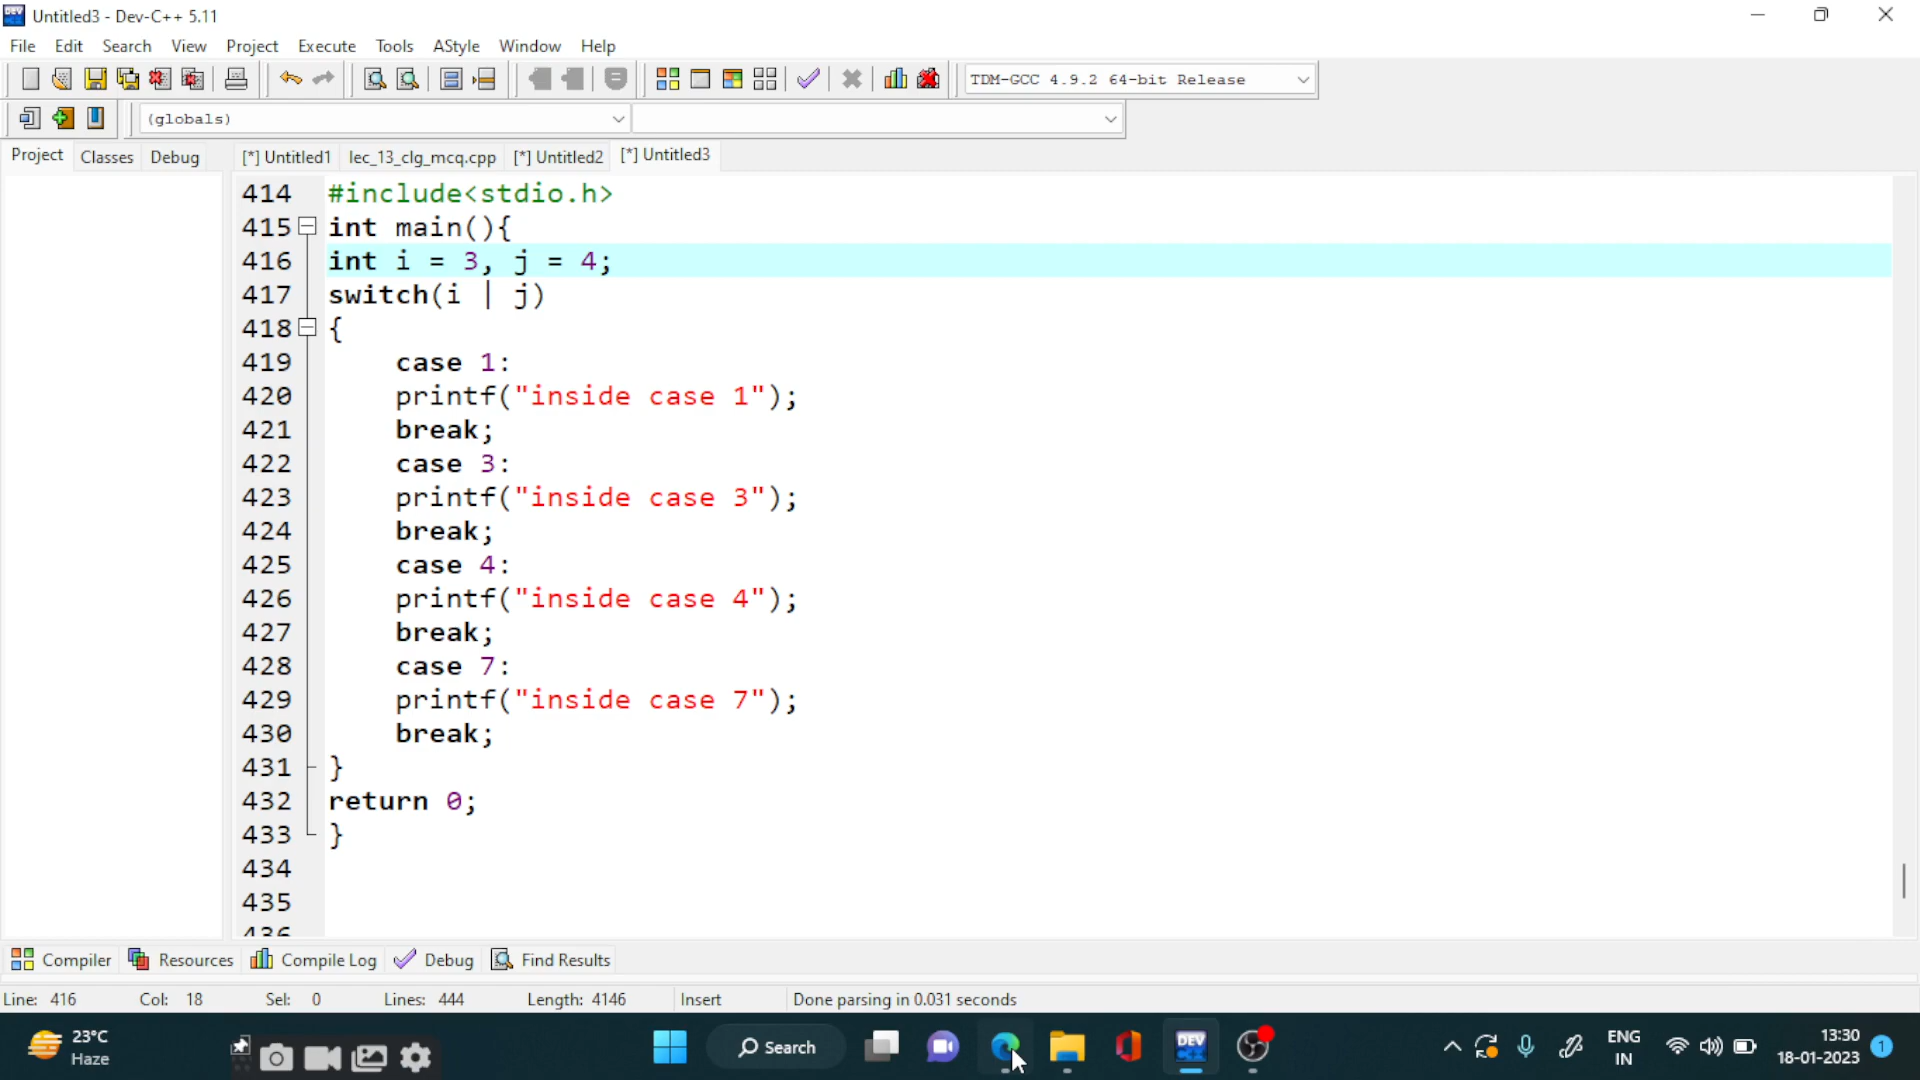 Untitled3 - Dev-C++ 5.11
File Edit Search View Project Execute Tools AStyle Window Help
TDM-GCC 4.9.2 64-bit Release
(globals)
Project Classes Debug [*] Untitled1 lec_13_clg_mcq.cpp [*] Untitled2 [*] Untitled3
414 #include<stdio.h>
415 int main(){
416 int i = 3, j = 4;
417 switch(i | j)
418 {
419 case 1:
420 printf("inside case 1");
421 break;
422 case 3:
423 printf("inside case 3");
424 break;
425 case 4:
426 printf("inside case 4");
427 break;
428 case 7:
429 printf("inside case 7");
430 break;
431 }
432 return 0;
433 }
434
435
436
Compiler Resources Compile Log Debug Find Results
Line: 416 Col: 18 Sel: 0 Lines: 444 Length: 4146 Insert Done parsing in 0.031 seconds
23°C
Haze
Search
DEV
ENG
IN
13:30
18-01-2023
1